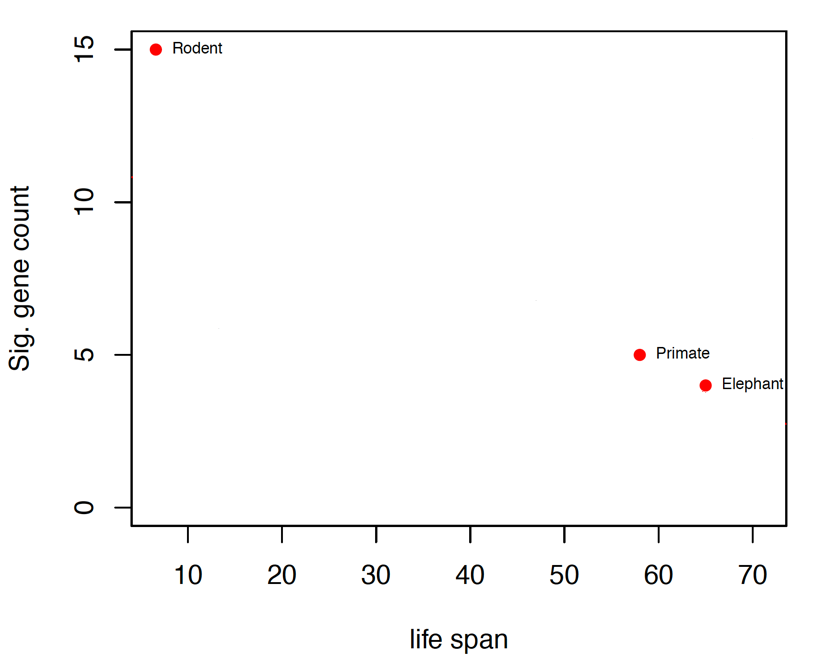 15
Rodent
10
Sig. gene count
5
Primate
Elephant
0
10 20 30 40 50 60 70
life span